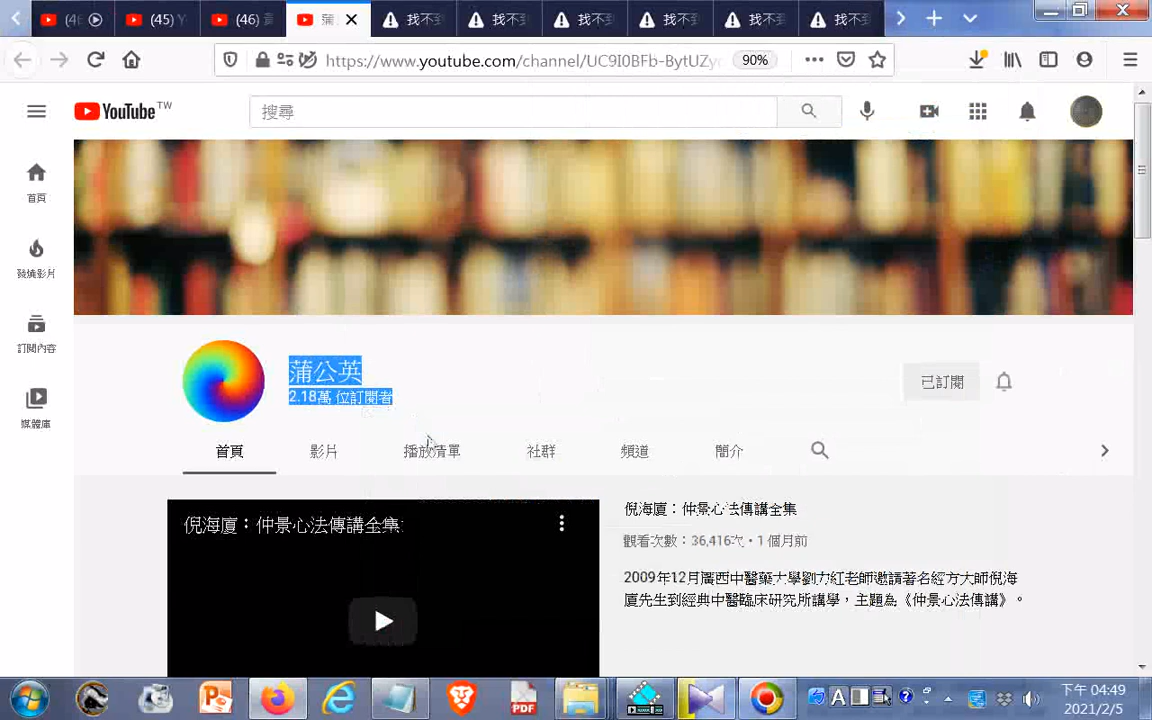 (45)
(46)
找不
找不
找不
找不
找不
找不
https://www.youtube.com/channel/UC9I0BFb-BytUZy
90%
YouTube TW
搜尋
首頁
發燒影片
訂閱內容
媒體庫
蒲公英
2.18萬 位訂閱者
已訂閱
首頁
影片
播放清單
社群
頻道
簡介
倪海廈：仲景心法傳講全集:
倪海廈：仲景心法傳講全集
觀看次數：36,416次・1 個月前
2009年12月廣西中醫藥大學劉力紅老師邀請著名經方大師倪海
廈先生到經典中醫臨床研究所講學，主題為《仲景心法傳講》。
PDF
A
下午 04:49
2021/2/5